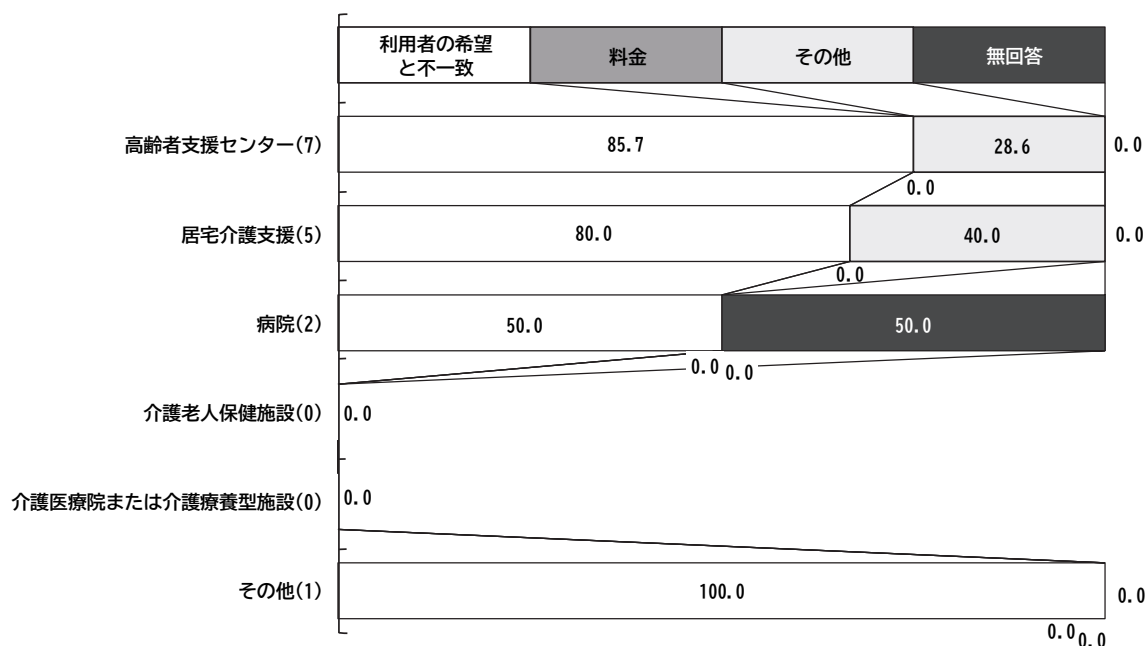 利用者の希望
と不一致
料金
その他
無回答
高齢者支援センター(7)
85.7
28.6
0.0
0.0
居宅介護支援(5)
80.0
40.0
0.0
0.0
病院(2)
50.0
50.0
0.0
0.0
介護老人保健施設(0)
0.0
介護医療院または介護療養型施設(0)
0.0
その他(1)
100.0
0.0
0.0
0.0